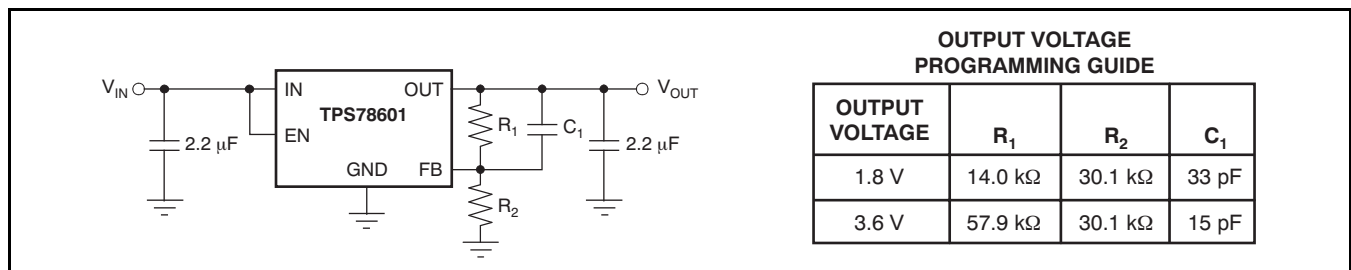 V_IN
IN OUT
TPS78601
EN
GND FB
2.2 μF
R_1
C_1
R_2
V_OUT
2.2 μF
OUTPUT VOLTAGE
PROGRAMMING GUIDE
OUTPUT
VOLTAGE R_1 R_2 C_1
1.8 V 14.0 kΩ 30.1 kΩ 33 pF
3.6 V 57.9 kΩ 30.1 kΩ 15 pF